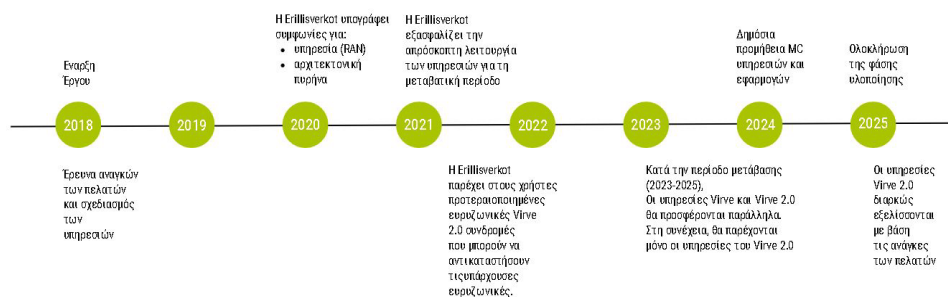 Έναρξη
Έργου
Η Erillisverkot υπογράφει
συμφωνίες για:
• υπηρεσία (RAN)
• αρχιτεκτονική
πυρήνα
Η Erillisverkot
εξασφαλίζει την
απρόσκοπτη λειτουργία
των υπηρεσιών για τη
μεταβατική περίοδο
Δημόσια
προμήθεια MC
υπηρεσιών και
εφαρμογών
Ολοκλήρωση
της φάσης
υλοποίησης
2018
2019
2020
2021
2022
2023
2024
2025
Έρευνα αναγκών
των πελατών
και σχεδιασμός
των
υπηρεσιών
Η Erillisverkot
παρέχει στους χρήστες
προτεραιοποιημένες
ευρυζωνικές Virve
2.0 συνδρομές
που μπορούν να
αντικαταστήσουν
τιςυπάρχουσες
ευρυζωνικές.
Κατά την περίοδο μετάβασης
(2023-2025),
Οι υπηρεσίες Virve και Virve 2.0
θα προσφέρονται παράλληλα.
Στη συνέχεια, θα παρέχονται
μόνο οι υπηρεσίες του Virve 2.0
Οι υπηρεσίες
Virve 2.0
διαρκώς
εξελίσσονται
με βάση
τις ανάγκες
των πελατών